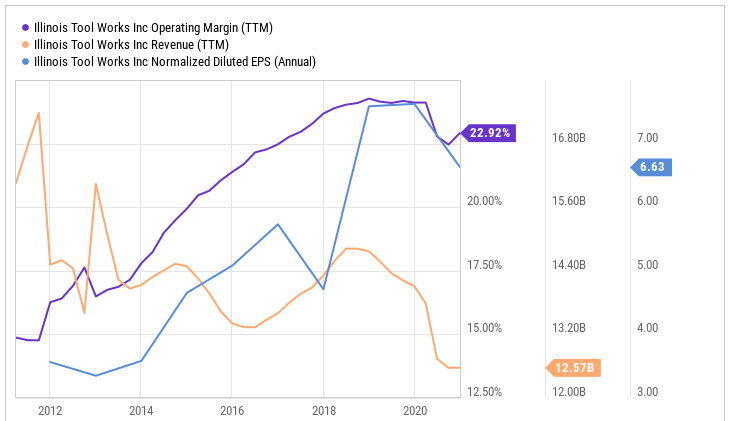 Illinois Tool Works Inc Operating Margin (TTM)
Illinois Tool Works Inc Revenue (TTM)
Illinois Tool Works Inc Normalized Diluted EPS (Annual)
22.92% 16.80B 7.00
6.63
20.00% 15.60B 6.00
17.50% 14.40B 5.00
15.00% 13.20B 4.00
12.57B
12.50% 12.00B 3.00
2012 2014 2016 2018 2020